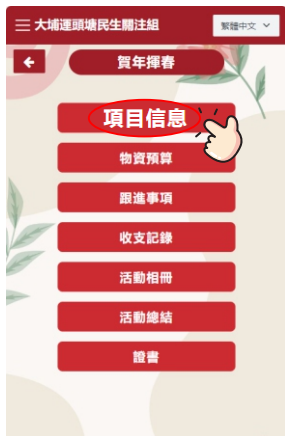 大埔運頭塘民生關注組
繁體中文
賀年揮春
項目信息
物資預算
跟進事項
收支記錄
活動相冊
活動總結
證書